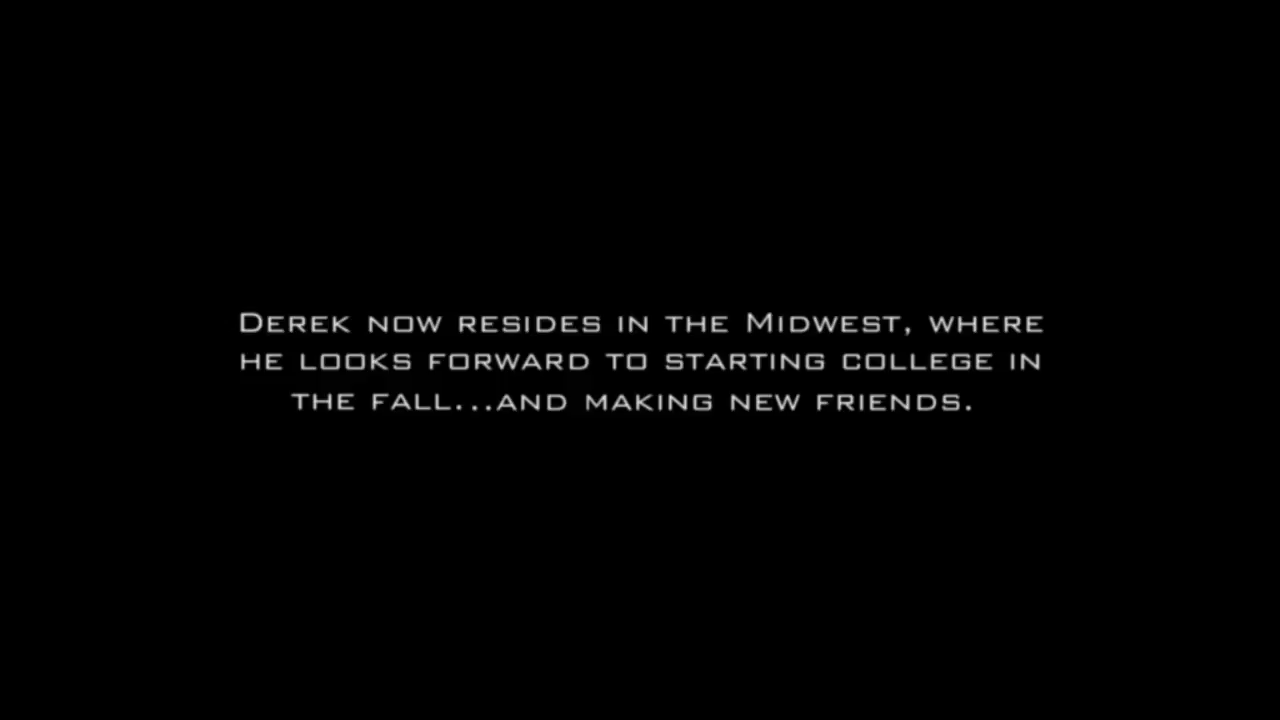 Derek now resides in the Midwest, where
he looks forward to starting college in
the fall...and making new friends.